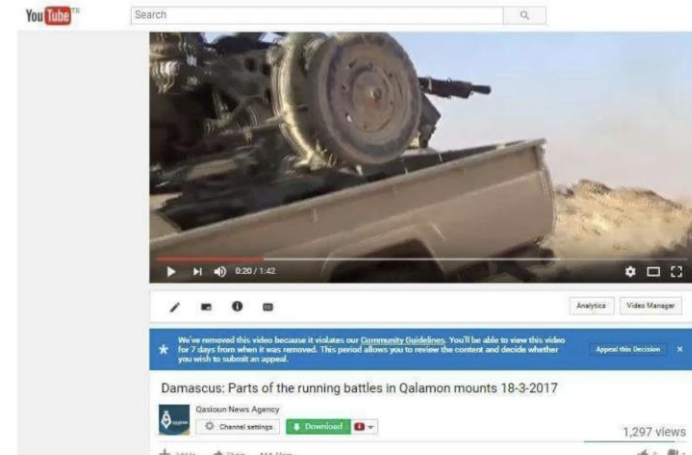 You Tube TR
Search
0:20 / 1:42
Analytics Video Manager
We've removed this video because it violates our Community Guidelines. You'll be able to view this video
for 7 days from when it was removed. This period allows you to review the content and decide whether
you wish to submit an appeal.
Appeal this Decision ×
Damascus: Parts of the running battles in Qalamon mounts 18-3-2017
Qasioun News Agency
Channel settings Download
1,297 views